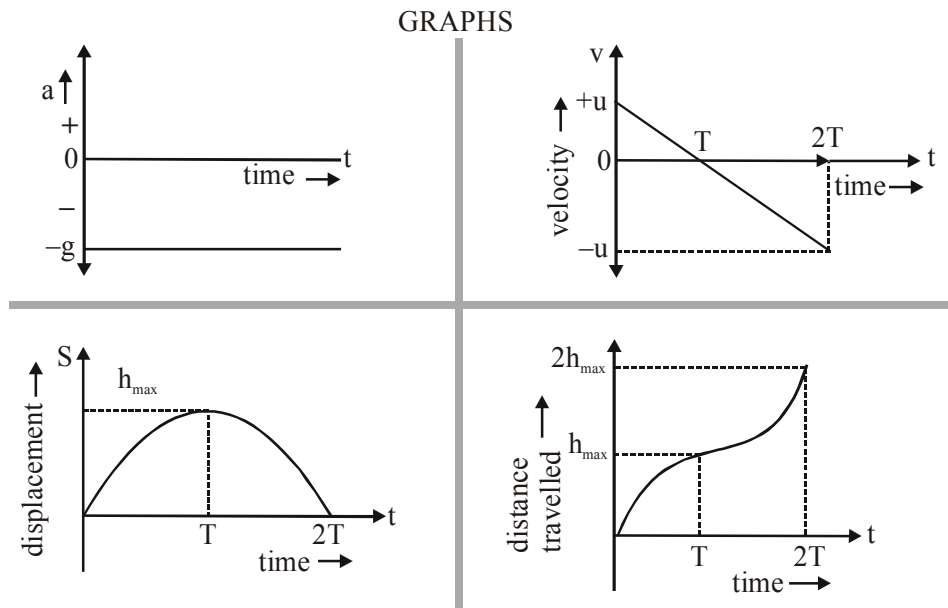 GRAPHS
a
+
0
t
time
−
−g
v
+u
velocity
T
2T
0
t
time
−u
S
h_max
displacement
t
T
2T
time
2h_max
h_max
distance
travelled
t
T
2T
time